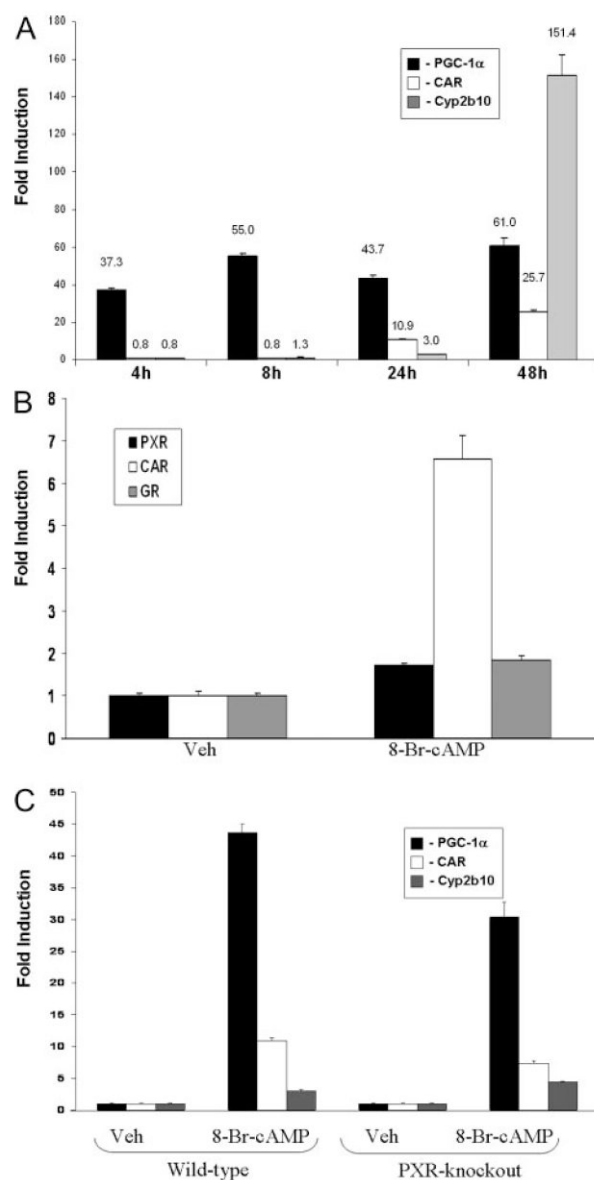 A
Fold Induction
180
160
140
120
100
80
60
40
20
0
- PGC-1α
- CAR
- Cyp2b10
37.3
0.8 0.8
55.0
0.8 1.3
43.7
10.9
3.0
61.0
25.7
151.4
4h 8h 24h 48h
B
Fold Induction
8
7
6
5
4
3
2
1
0
PXR
CAR
GR
Veh 8-Br-cAMP
C
Fold Induction
50
45
40
35
30
25
20
15
10
5
0
- PGC-1α
- CAR
- Cyp2b10
Veh 8-Br-cAMP Veh 8-Br-cAMP
Wild-type PXR-knockout